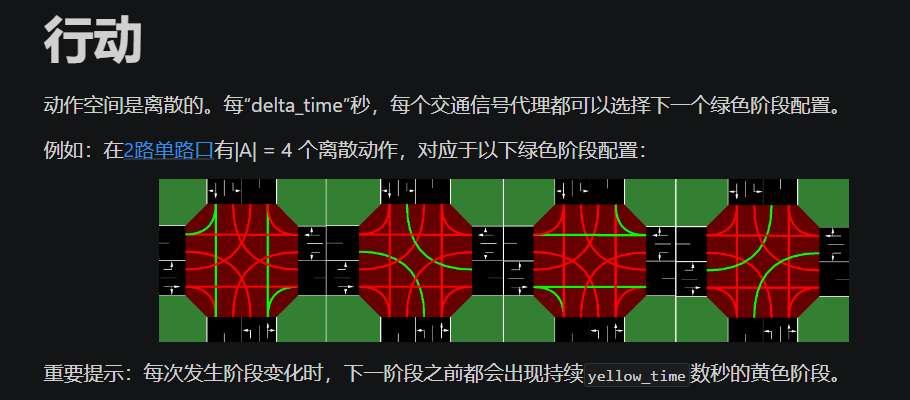 行动
动作空间是离散的。每“delta_time”秒，每个交通信号代理都可以选择下一个绿色阶段配置。
例如：在2路单路口有|A| = 4 个离散动作，对应于以下绿色阶段配置：
重要提示：每次发生阶段变化时，下一阶段之前都会出现持续yellow_time数秒的黄色阶段。